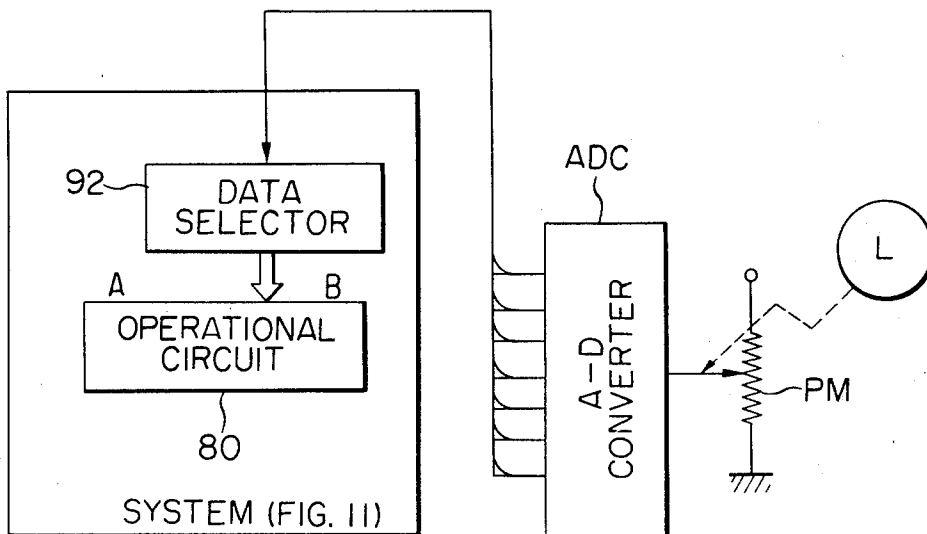 ADC
92
DATA
SELECTOR
L
A
B
OPERATIONAL
CIRCUIT
A-D
CONVERTER
PM
80
SYSTEM (FIG. 11)